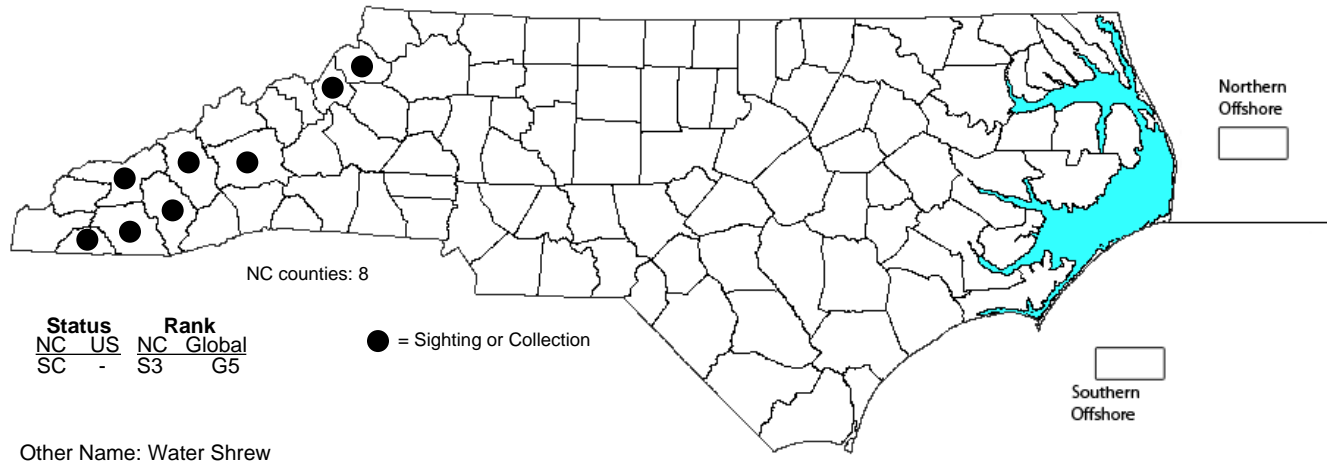 Northern
Offshore
NC counties: 8
Status Rank
NC US NC Global
SC - S3 G5
= Sighting or Collection
Southern
Offshore
Other Name: Water Shrew